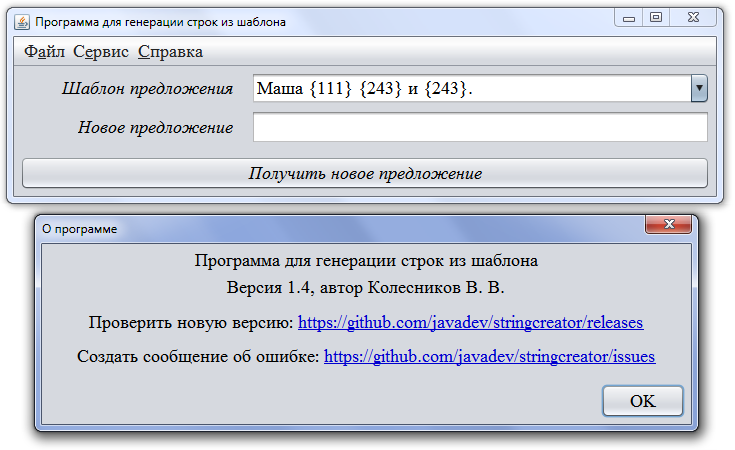 Программа для генерации строк из шаблона
Файл Сервис Справка
Шаблон предложения Маша {111} {243} и {243}.
Новое предложение
Получить новое предложение
О программе
Программа для генерации строк из шаблона
Версия 1.4, автор Колесников В. В.
Проверить новую версию: https://github.com/javadev/stringcreator/releases
Создать сообщение об ошибке: https://github.com/javadev/stringcreator/issues
OK